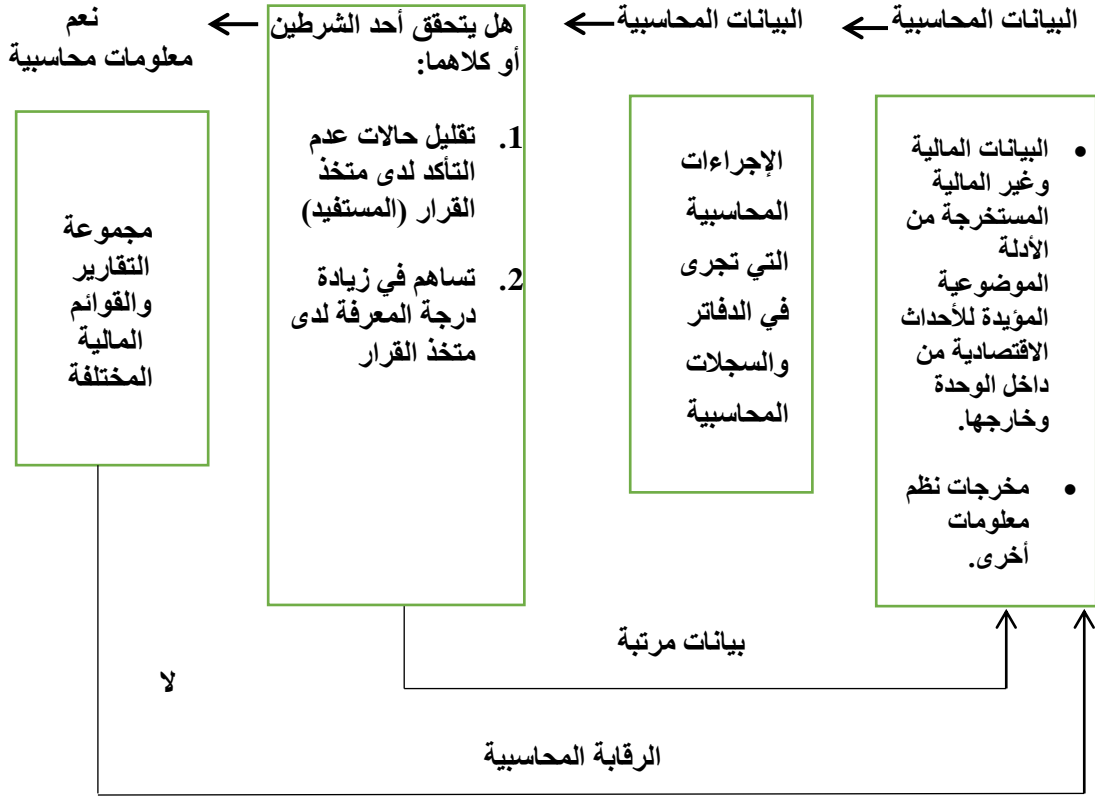 البيانات المحاسبية
البيانات المحاسبية
هل يتحقق أحد الشرطين
أو كلاهما:
نعم
معلومات محاسبية
• البيانات المالية
وغير المالية
المستخرجة من
الأدلة
الموضوعية
المؤيدة للأحداث
الاقتصادية من
داخل الوحدة
وخارجها.
• مخرجات نظم
معلومات
أخرى.
الإجراءات
المحاسبية
التي تجرى
في الدفاتر
والسجلات
المحاسبية
1. تقليل حالات عدم
التأكد لدى متخذ
القرار (المستفيد)
2. تساهم في زيادة
درجة المعرفة لدى
متخذ القرار
مجموعة
التقارير
والقوائم
المالية
المختلفة
بيانات مرتبة
لا
الرقابة المحاسبية